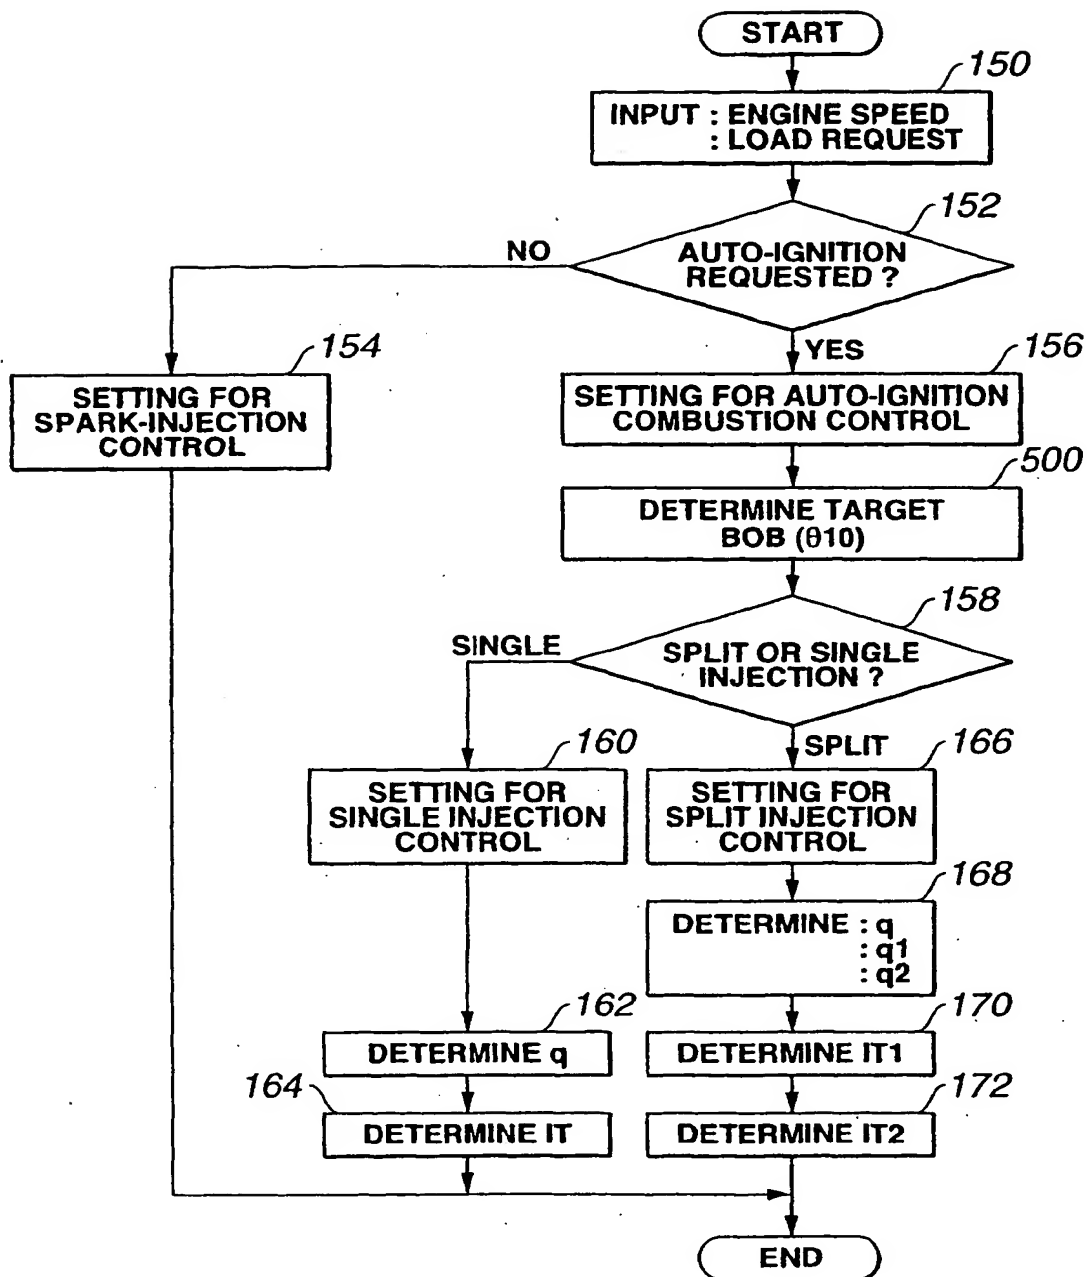 START
150
INPUT : ENGINE SPEED
: LOAD REQUEST
152
AUTO-IGNITION
REQUESTED ?
NO
YES
154
SETTING FOR
SPARK-INJECTION
CONTROL
156
SETTING FOR AUTO-IGNITION
COMBUSTION CONTROL
500
DETERMINE TARGET
BOB (θ10)
158
SPLIT OR SINGLE
INJECTION ?
SINGLE
SPLIT
160
SETTING FOR
SINGLE INJECTION
CONTROL
166
SETTING FOR
SPLIT INJECTION
CONTROL
168
DETERMINE : q
: q1
: q2
162
DETERMINE q
170
DETERMINE IT1
164
DETERMINE IT
172
DETERMINE IT2
END